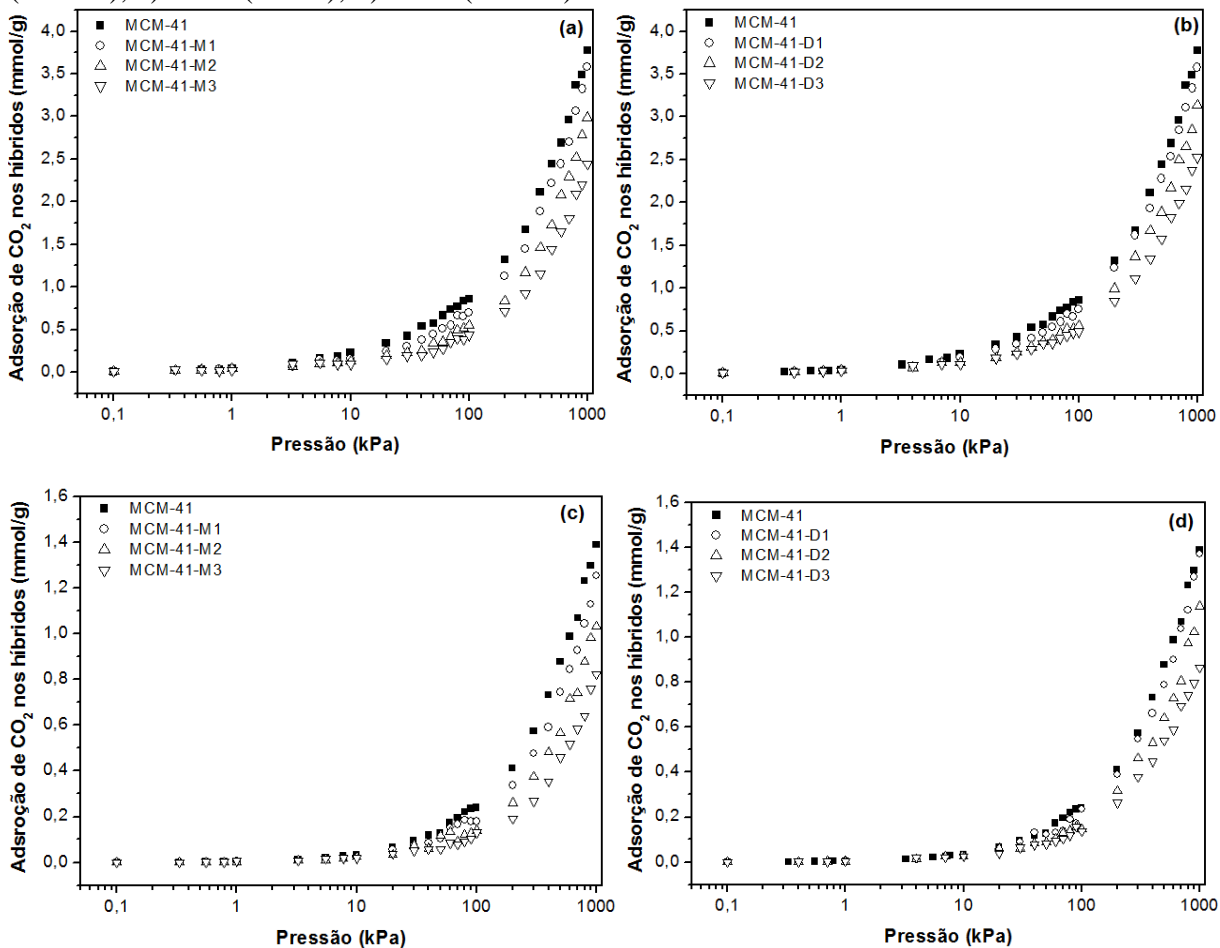 (a)
MCM-41
MCM-41-M1
MCM-41-M2
MCM-41-M3
Adsorção de CO2 nos híbridos (mmol/g)
4,0
3,5
3,0
2,5
2,0
1,5
1,0
0,5
0,0
0,1
1
10
100
1000
Pressão (kPa)
(b)
MCM-41
MCM-41-D1
MCM-41-D2
MCM-41-D3
Adsorção de CO2 nos híbridos (mmol/g)
4,0
3,5
3,0
2,5
2,0
1,5
1,0
0,5
0,0
0,1
1
10
100
1000
Pressão (kPa)
(c)
MCM-41
MCM-41-M1
MCM-41-M2
MCM-41-M3
Adsroção de CO2 nos híbridos (mmol/g)
1,6
1,4
1,2
1,0
0,8
0,6
0,4
0,2
0,0
0,1
1
10
100
1000
Pressão (kPa)
(d)
MCM-41
MCM-41-D1
MCM-41-D2
MCM-41-D3
Adsroção de CO2 nos híbridos (mmol/g)
1,6
1,4
1,2
1,0
0,8
0,6
0,4
0,2
0,0
0,1
1
10
100
1000
Pressão (kPa)